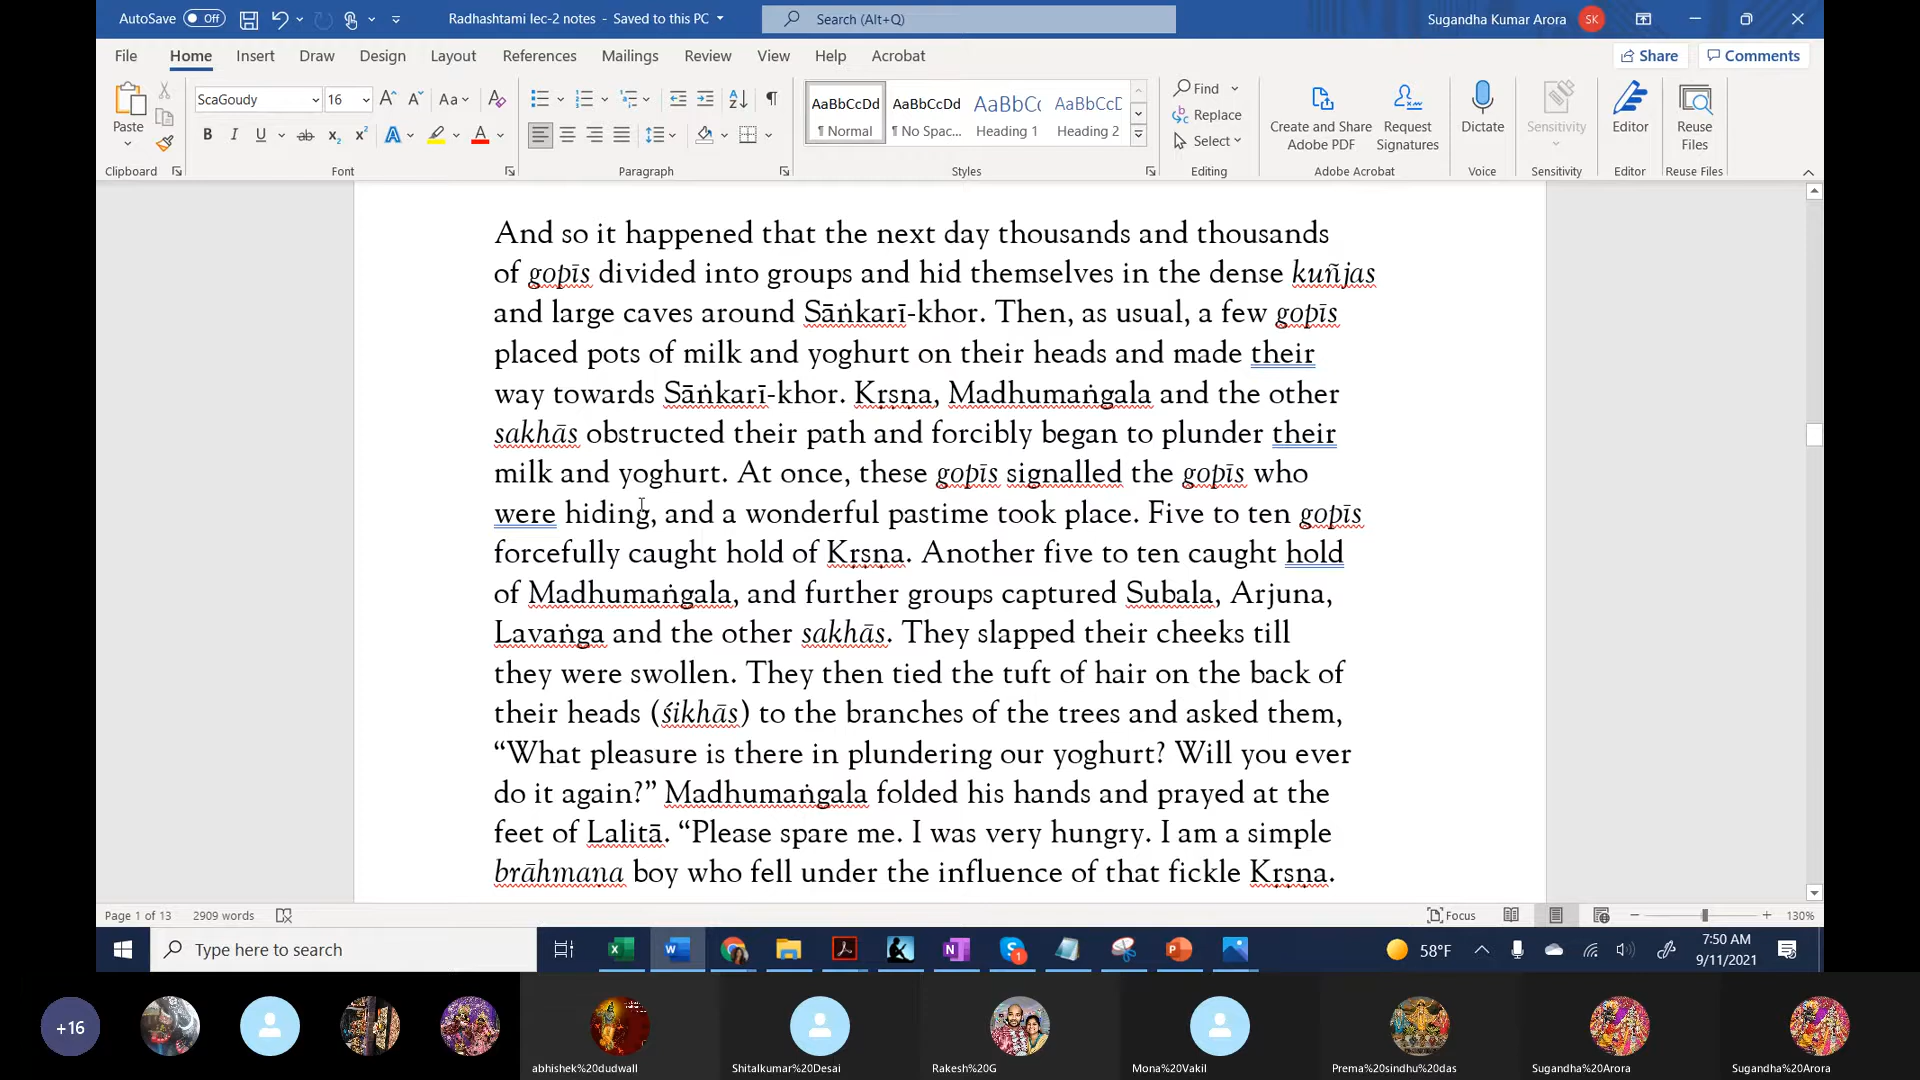 AutoSave Off Radhashtami lec-2 notes - Saved to this PC Search (Alt+Q) Sugandha Kumar Arora SK
File Home Insert Draw Design Layout References Mailings Review View Help Acrobat Share Comments
Paste ScaGoudy 16 Aa AaBbCcDd AaBbCcDd AaBbCc AaBbCcD Find Replace Select
¶ Normal ¶ No Spac... Heading 1 Heading 2 Create and Share Adobe PDF Request Signatures Dictate Sensitivity Editor Reuse Files
Clipboard Font Paragraph Styles Editing Adobe Acrobat Voice Sensitivity Editor Reuse Files
And so it happened that the next day thousands and thousands
of gopīs divided into groups and hid themselves in the dense kuñjas
and large caves around Sāṅkarī-khor. Then, as usual, a few gopīs
placed pots of milk and yoghurt on their heads and made their
way towards Sāṅkarī-khor. Kṛṣṇa, Madhumaṅgala and the other
sakhās obstructed their path and forcibly began to plunder their
milk and yoghurt. At once, these gopīs signalled the gopīs who
were hiding, and a wonderful pastime took place. Five to ten gopīs
forcefully caught hold of Kṛṣṇa. Another five to ten caught hold
of Madhumaṅgala, and further groups captured Subala, Arjuna,
Lavaṅga and the other sakhās. They slapped their cheeks till
they were swollen. They then tied the tuft of hair on the back of
their heads (śikhās) to the branches of the trees and asked them,
“What pleasure is there in plundering our yoghurt? Will you ever
do it again?” Madhumaṅgala folded his hands and prayed at the
feet of Lalitā. “Please spare me. I was very hungry. I am a simple
brāhmaṇa boy who fell under the influence of that fickle Kṛṣṇa.
Page 1 of 13 2909 words Focus 130%
Type here to search 58°F 7:50 AM
9/11/2021
+16
abhishek%20dudwall Shitalkumar%20Desai Rakesh%20G Mona%20Vakil Prema%20sindhu%20das Sugandha%20Arora Sugandha%20Arora